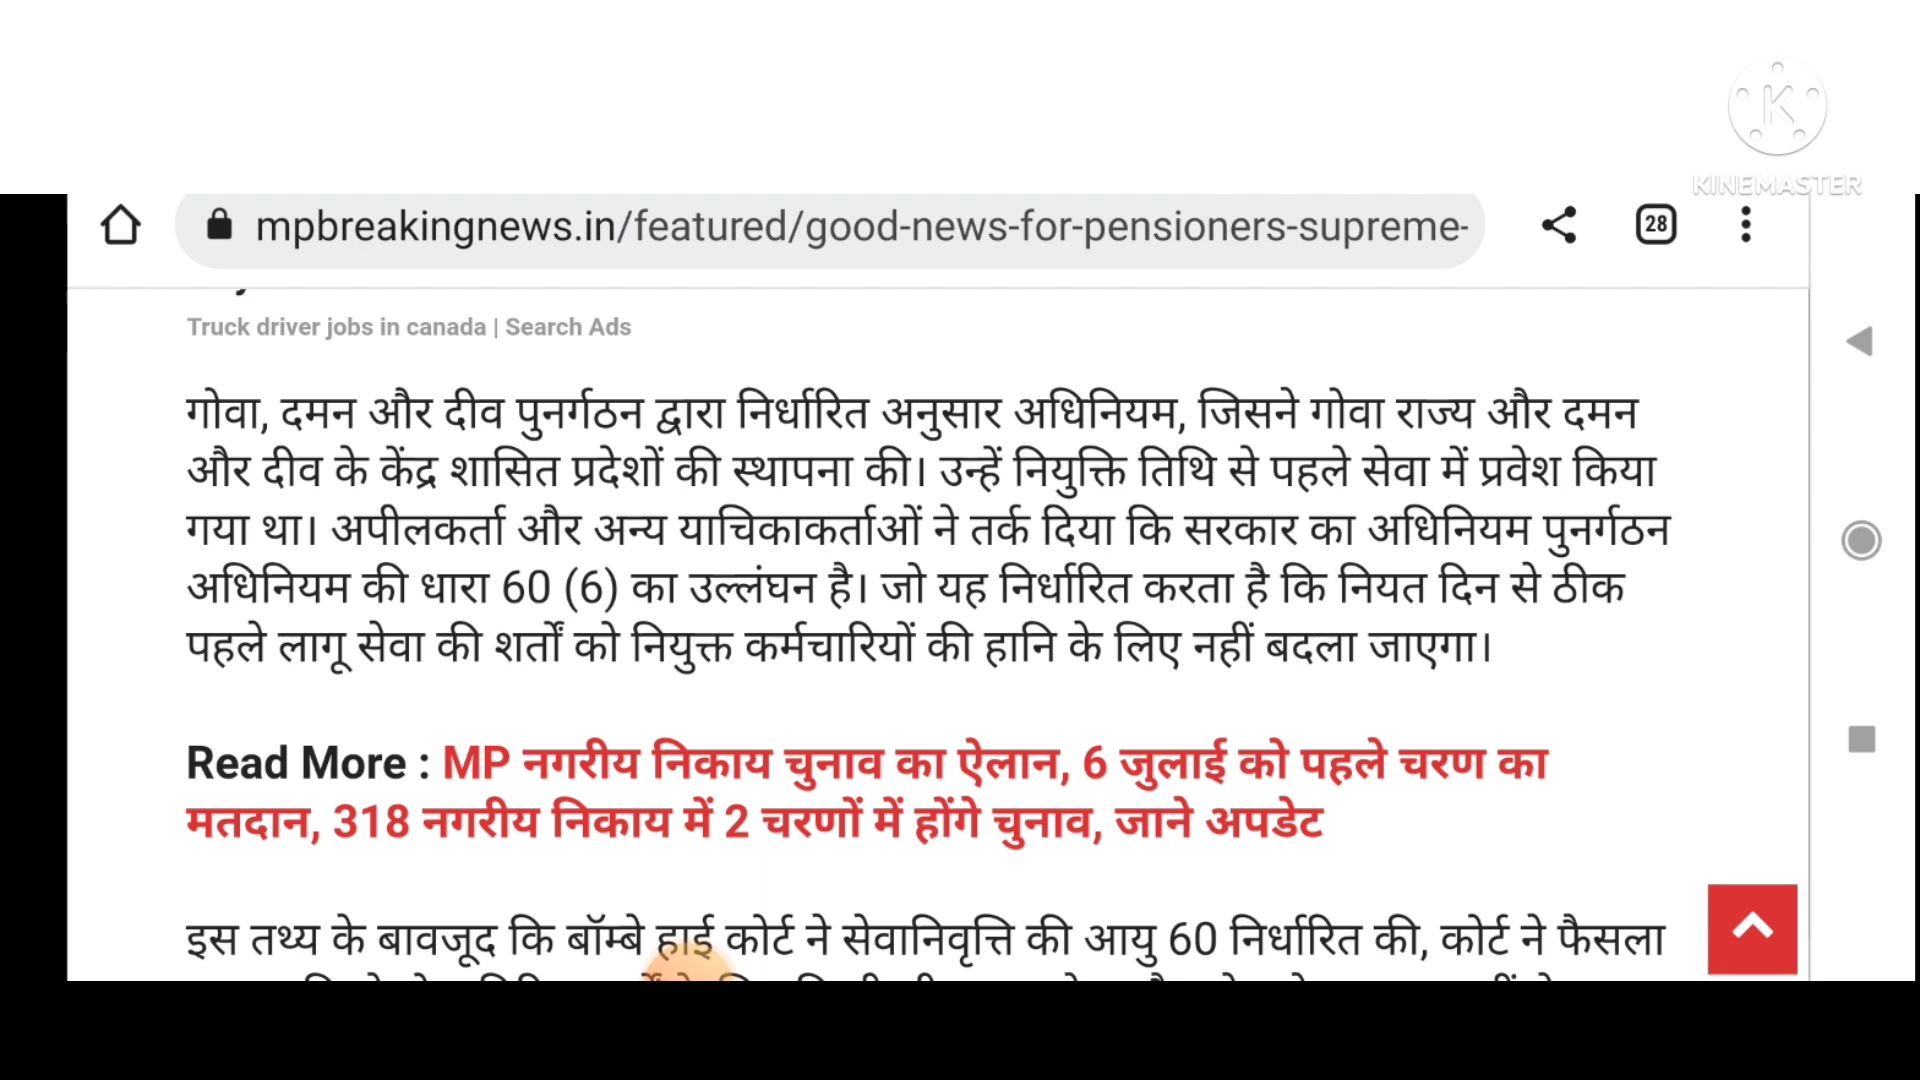 KINEMASTER
mpbreakingnews.in/featured/good-news-for-pensioners-supreme-
28
Truck driver jobs in canada | Search Ads
गोवा, दमन और दीव पुनर्गठन द्वारा निर्धारित अनुसार अधिनियम, जिसने गोवा राज्य और दमन
और दीव के केंद्र शासित प्रदेशों की स्थापना की। उन्हें नियुक्ति तिथि से पहले सेवा में प्रवेश किया
गया था। अपीलकर्ता और अन्य याचिकाकर्ताओं ने तर्क दिया कि सरकार का अधिनियम पुनर्गठन
अधिनियम की धारा 60 (6) का उल्लंघन है। जो यह निर्धारित करता है कि नियत दिन से ठीक
पहले लागू सेवा की शर्तों को नियुक्त कर्मचारियों की हानि के लिए नहीं बदला जाएगा।
Read More : MP नगरीय निकाय चुनाव का ऐलान, 6 जुलाई को पहले चरण का
मतदान, 318 नगरीय निकाय में 2 चरणों में होंगे चुनाव, जाने अपडेट
इस तथ्य के बावजूद कि बॉम्बे हाई कोर्ट ने सेवानिवृत्ति की आयु 60 निर्धारित की, कोर्ट ने फैसला